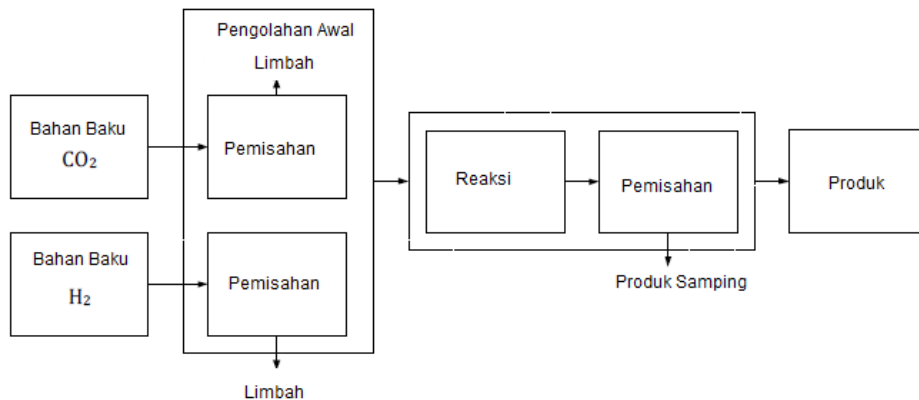 Pengolahan Awal
Limbah
Bahan Baku
CO₂
Pemisahan
Reaksi
Pemisahan
Produk
Bahan Baku
H₂
Pemisahan
Produk Samping
Limbah